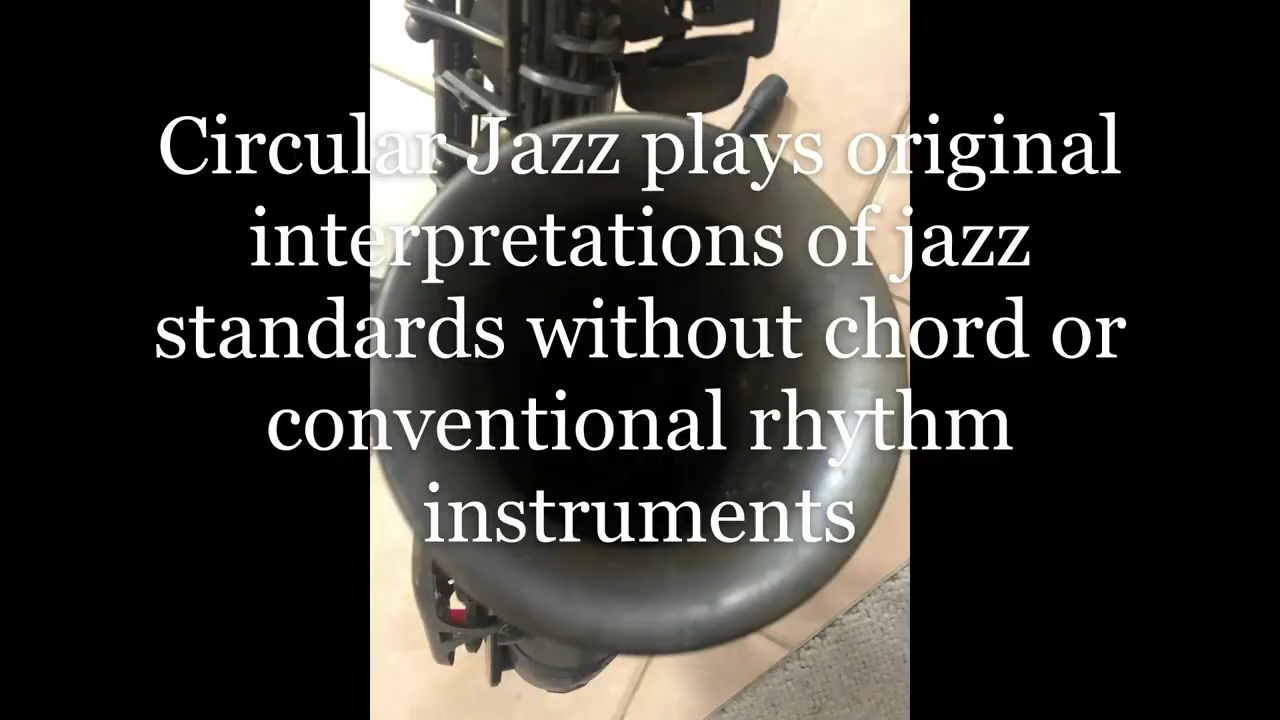 Circular Jazz plays original
interpretations of jazz
standards without chord or
conventional rhythm
instruments